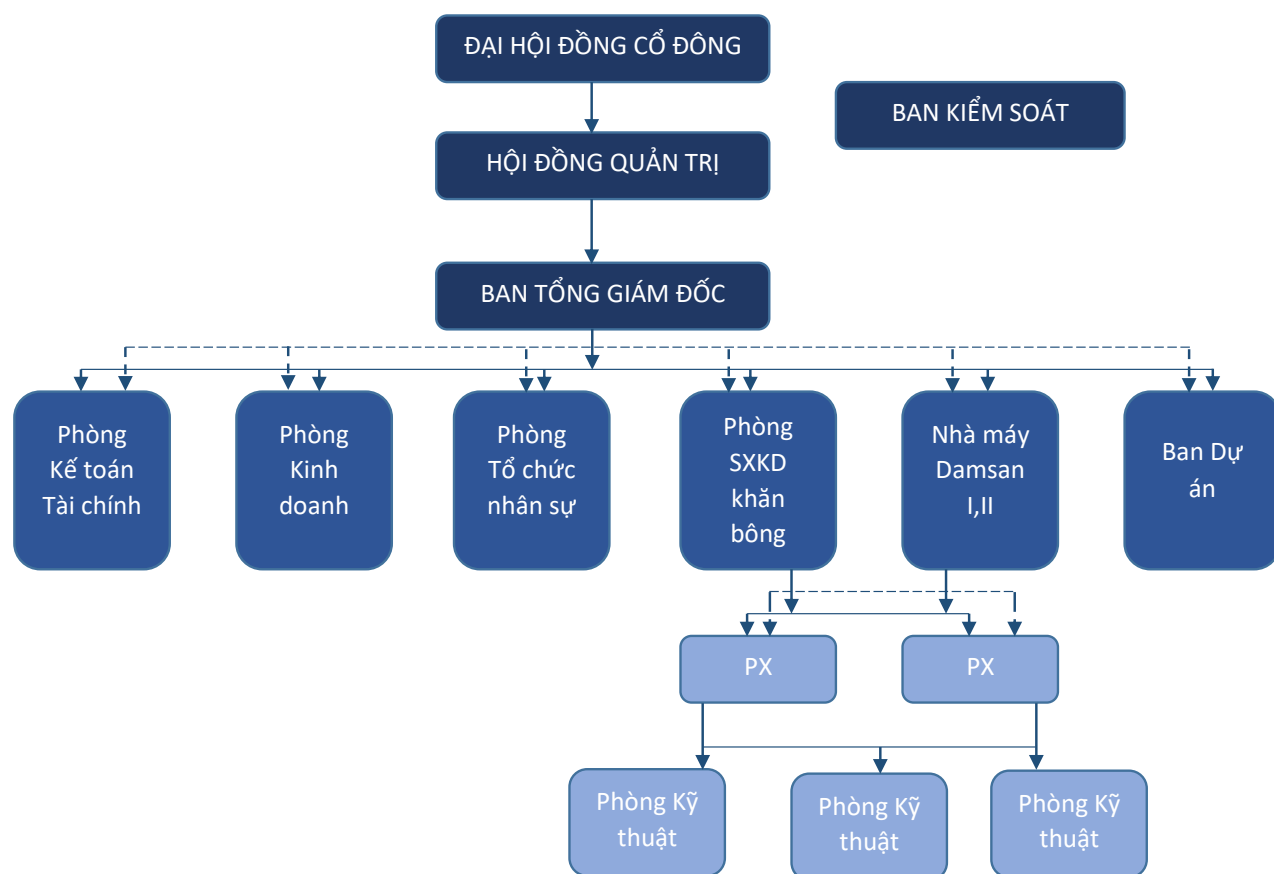 ĐẠI HỘI ĐỒNG CỔ ĐÔNG
BAN KIỂM SOÁT
HỘI ĐỒNG QUẢN TRỊ
BAN TỔNG GIÁM ĐỐC
Phòng
Kế toán
Tài chính
Phòng
Kinh
doanh
Phòng
Tổ chức
nhân sự
Phòng
SXKD
khăn
bông
Nhà máy
Damsan
I,II
Ban Dự
án
PX
PX
Phòng Kỹ
thuật
Phòng Kỹ
thuật
Phòng Kỹ
thuật